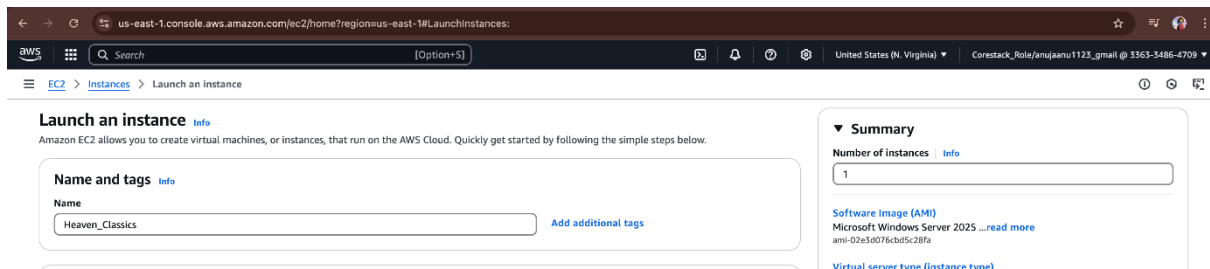 us-east-1.console.aws.amazon.com/ec2/home?region=us-east-1#LaunchInstances:
aws Search [Option+S] United States (N. Virginia) ▼ Corestack_Role/anujaanu1123_gmail @ 3363-3486-4709 ▼
EC2 > Instances > Launch an instance
Launch an instance Info
Amazon EC2 allows you to create virtual machines, or instances, that run on the AWS Cloud. Quickly get started by following the simple steps below.
Name and tags Info
Name
Heaven_Classics Add additional tags
▼ Summary
Number of instances Info
1
Software Image (AMI)
Microsoft Windows Server 2025 ...read more
ami-02e3d076cbd5c28fa
Virtual server type (instance type)